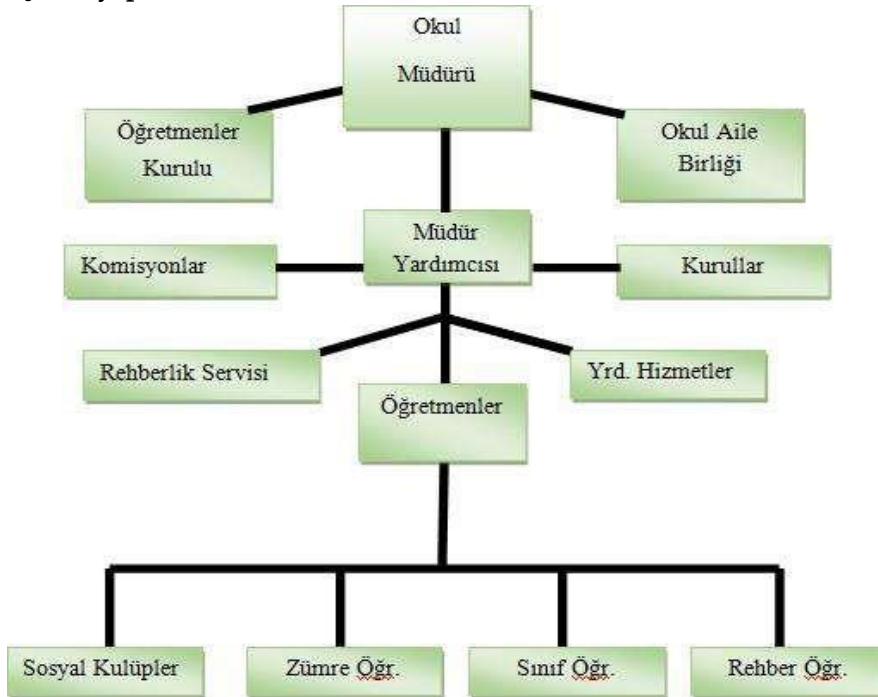 Okul
Müdürü
Öğretmenler
Kurulu
Okul Aile
Birliği
Müdür
Yardımcısı
Komisyonlar
Kurullar
Rehberlik Servisi
Yrd. Hizmetler
Öğretmenler
Sosyal Kulüpler
Zümre Öğr.
Sınıf Öğr.
Rehber Öğr.